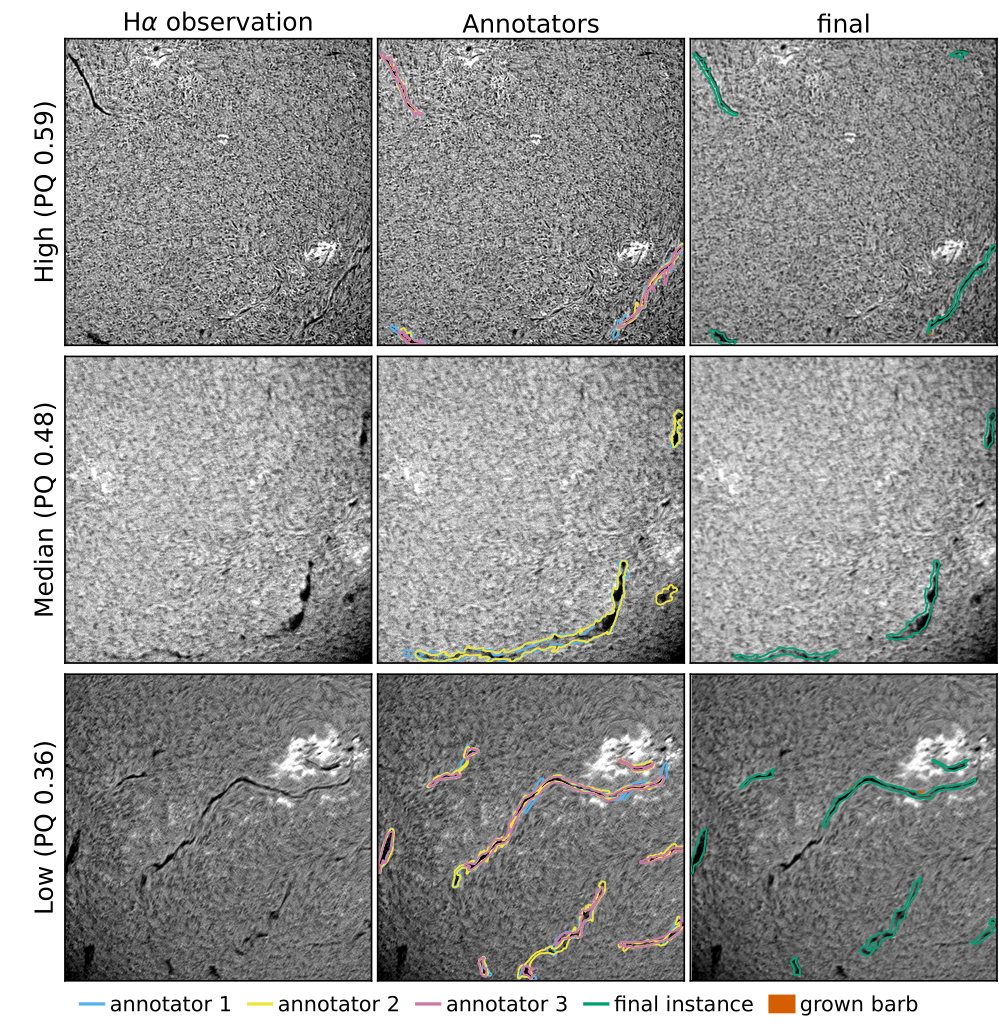 Hα observation
Annotators
final
High (PQ 0.59)
Median (PQ 0.48)
Low (PQ 0.36)
annotator 1
annotator 2
annotator 3
final instance
grown barb